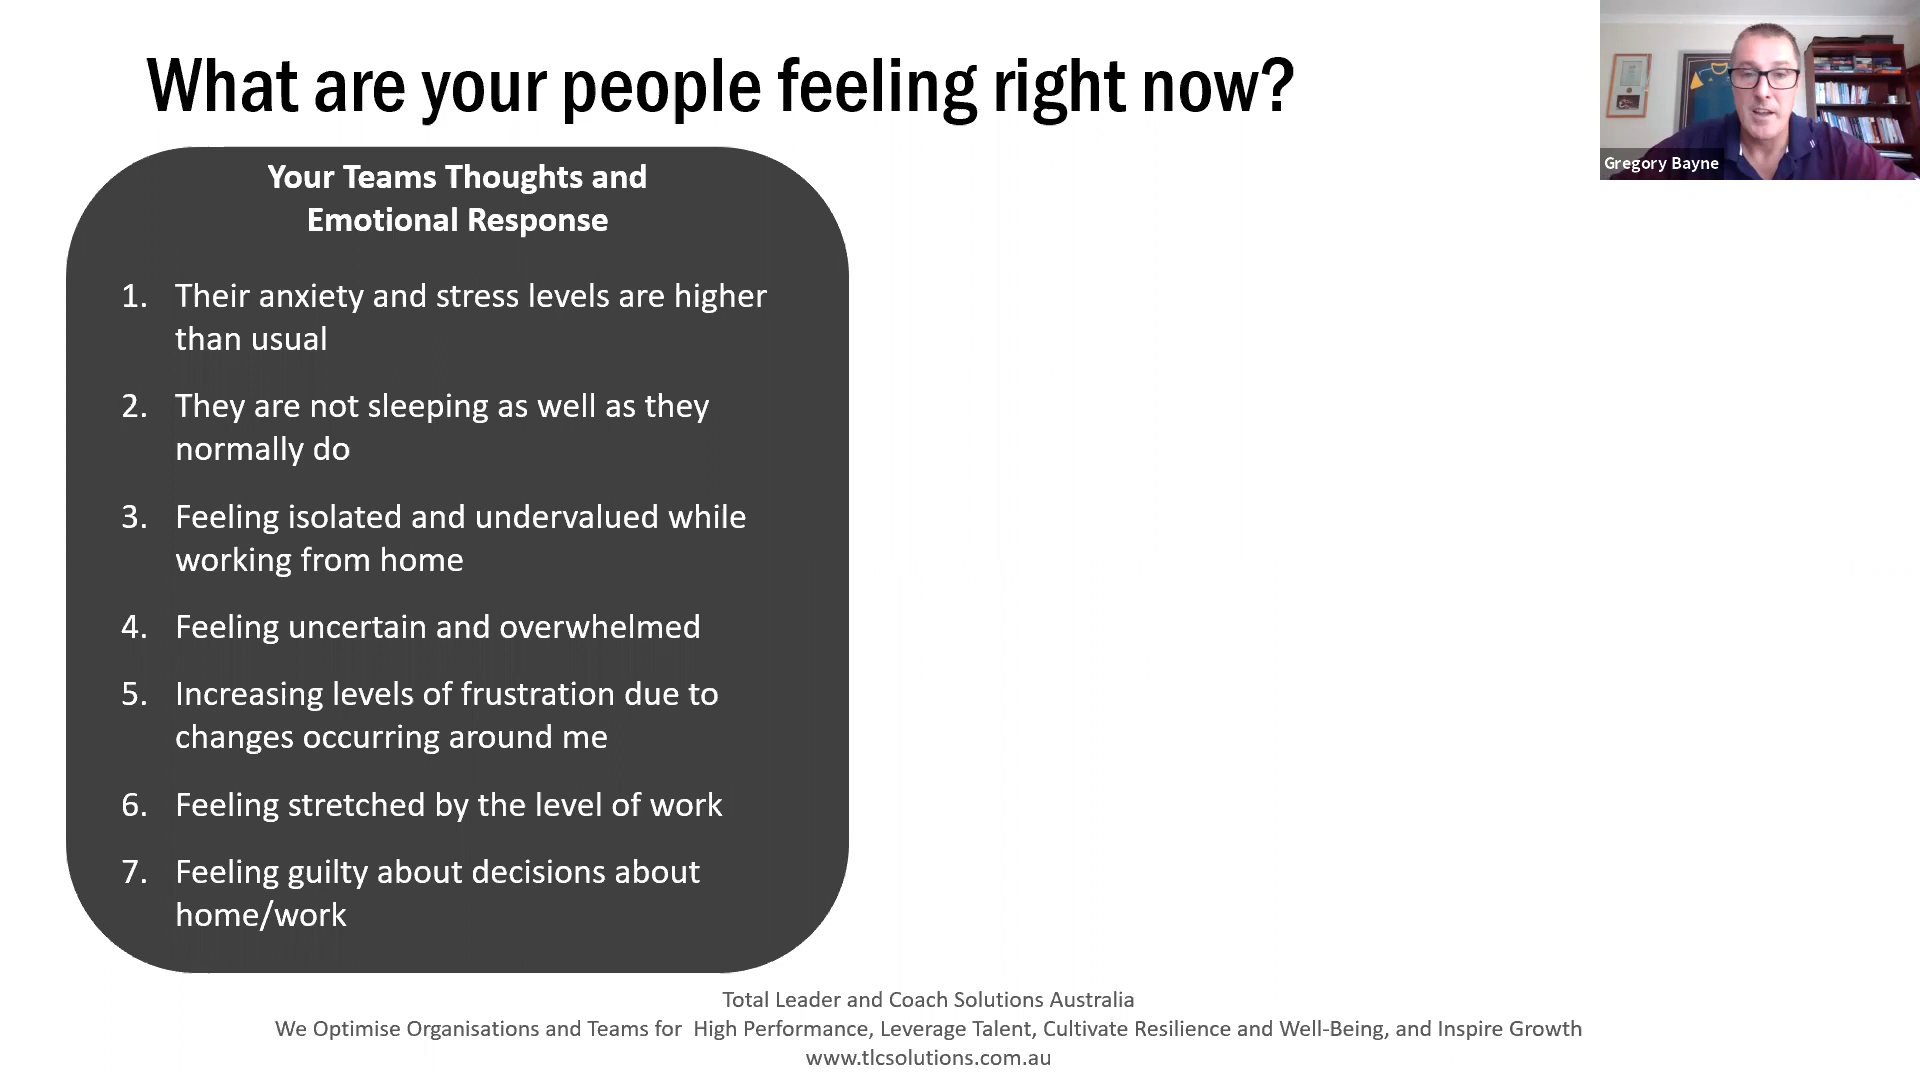 What are your people feeling right now?
Gregory Bayne
Your Teams Thoughts and
Emotional Response
1. Their anxiety and stress levels are higher
than usual
2. They are not sleeping as well as they
normally do
3. Feeling isolated and undervalued while
working from home
4. Feeling uncertain and overwhelmed
5. Increasing levels of frustration due to
changes occurring around me
6. Feeling stretched by the level of work
7. Feeling guilty about decisions about
home/work
Total Leader and Coach Solutions Australia
We Optimise Organisations and Teams for  High Performance, Leverage Talent, Cultivate Resilience and Well-Being, and Inspire Growth
www.tlcsolutions.com.au